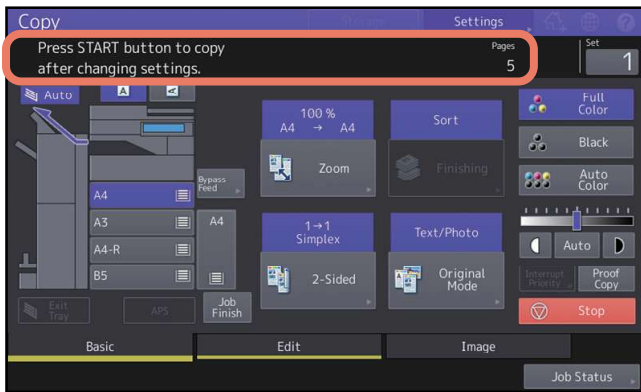 Copy
Storage
Settings
Press START button to copy
after changing settings.
Pages
5
Set
1
Auto
A
A
100 %
A4 → A4
Zoom
Sort
Finishing
Full
Color
Black
Auto
Color
Bypass
Feed
A4
A3
A4-R
B5
A4
1→1
Simplex
2-Sided
Text/Photo
Original
Mode
Auto
Interrupt
Priority
Proof
Copy
Exit
Tray
APS
Job
Finish
Stop
Basic
Edit
Image
Job Status